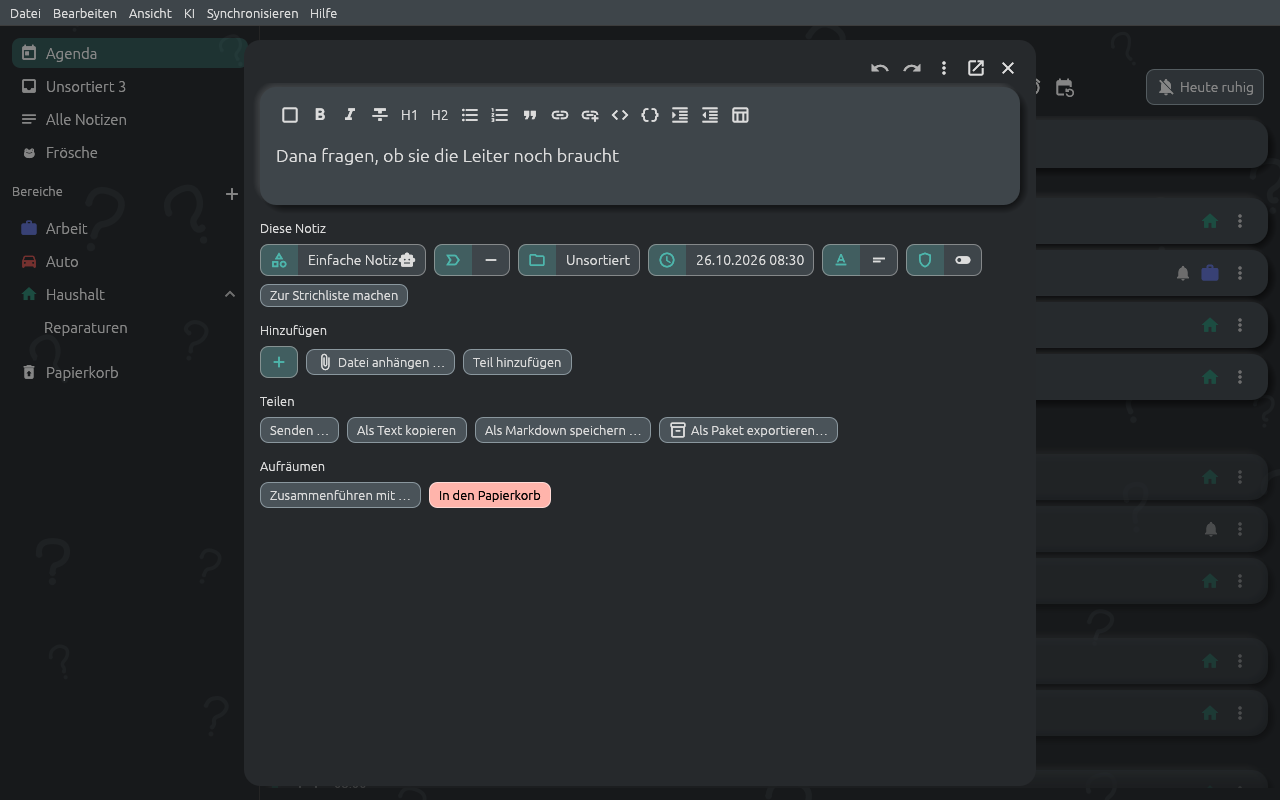 Datei Bearbeiten Ansicht KI Synchronisieren Hilfe
Agenda
Unsortiert 3
Alle Notizen
Frösche
Bereiche
Arbeit
Auto
Haushalt
Reparaturen
Papierkorb
Heute ruhig
H1 H2
Dana fragen, ob sie die Leiter noch braucht
Diese Notiz
Einfache Notiz
Unsortiert
26.10.2026 08:30
Zur Strichliste machen
Hinzufügen
Datei anhängen …
Teil hinzufügen
Teilen
Senden …
Als Text kopieren
Als Markdown speichern …
Als Paket exportieren…
Aufräumen
Zusammenführen mit …
In den Papierkorb